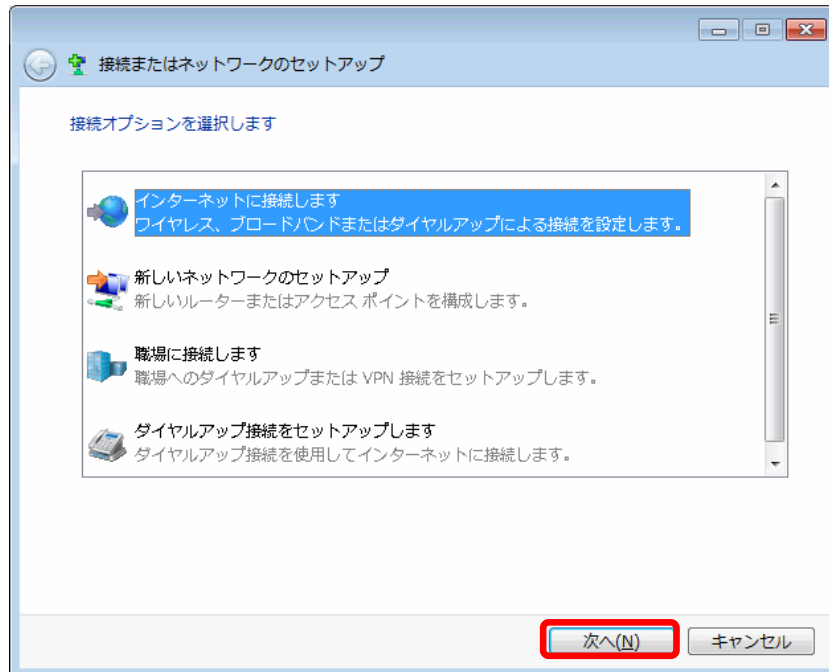 接続またはネットワークのセットアップ
接続オプションを選択します
インターネットに接続します
ワイヤレス、ブロードバンドまたはダイヤルアップによる接続を設定します。
新しいネットワークのセットアップ
新しいルーターまたはアクセス ポイントを構成します。
職場に接続します
職場へのダイヤルアップまたは VPN 接続をセットアップします。
ダイヤルアップ接続をセットアップします
ダイヤルアップ接続を使用してインターネットに接続します。
次へ(N) キャンセル